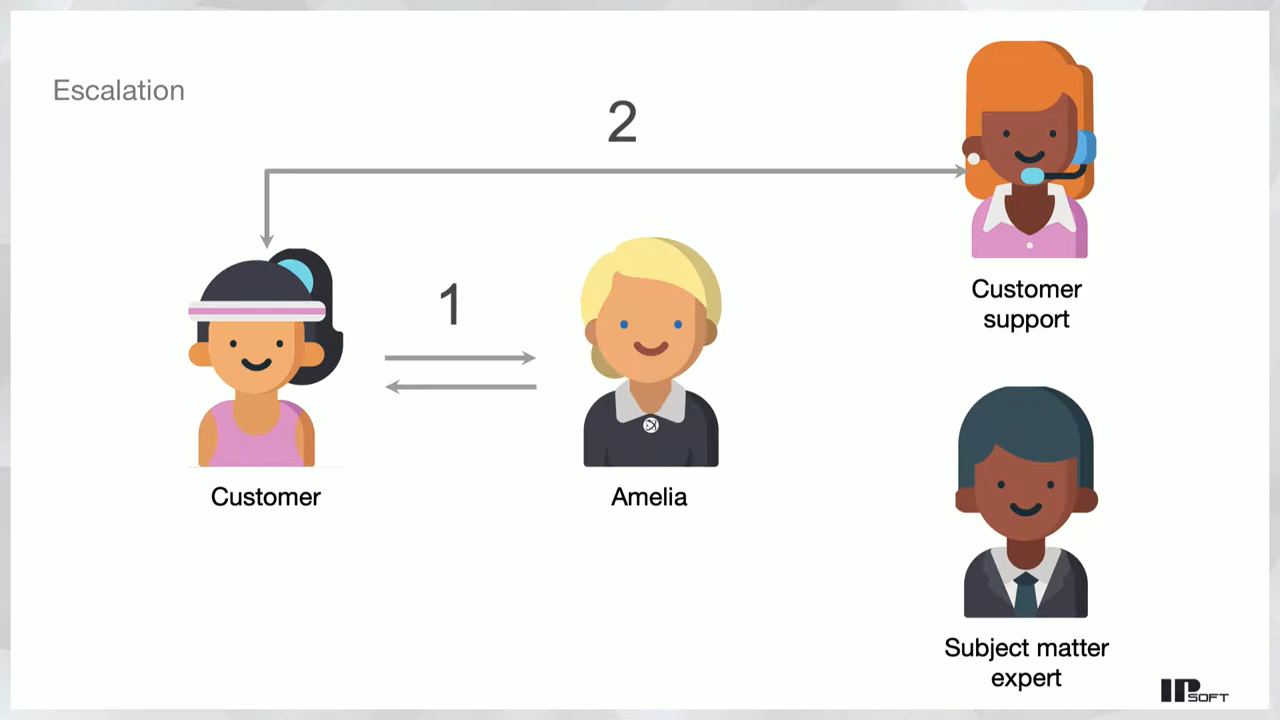 Escalation
2
1
Customer
support
Customer
Amelia
Subject matter
expert
IPSOFT